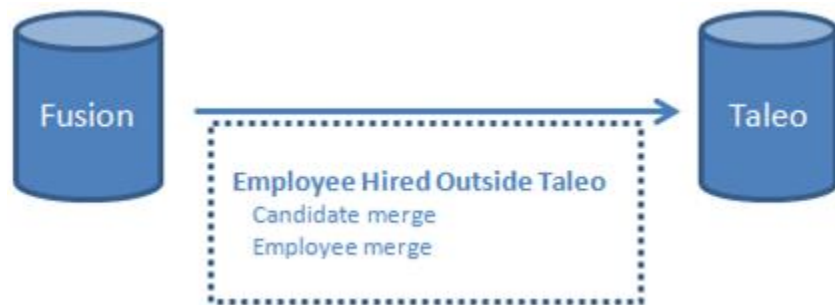 Fusion
Taleo
Employee Hired Outside Taleo
Candidate merge
Employee merge